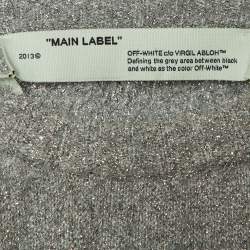 "MAIN LABEL"
2013©
OFF-WHITE c/o VIRGIL ABLOH™
Defining the grey area between black
and white as the color Off-White™